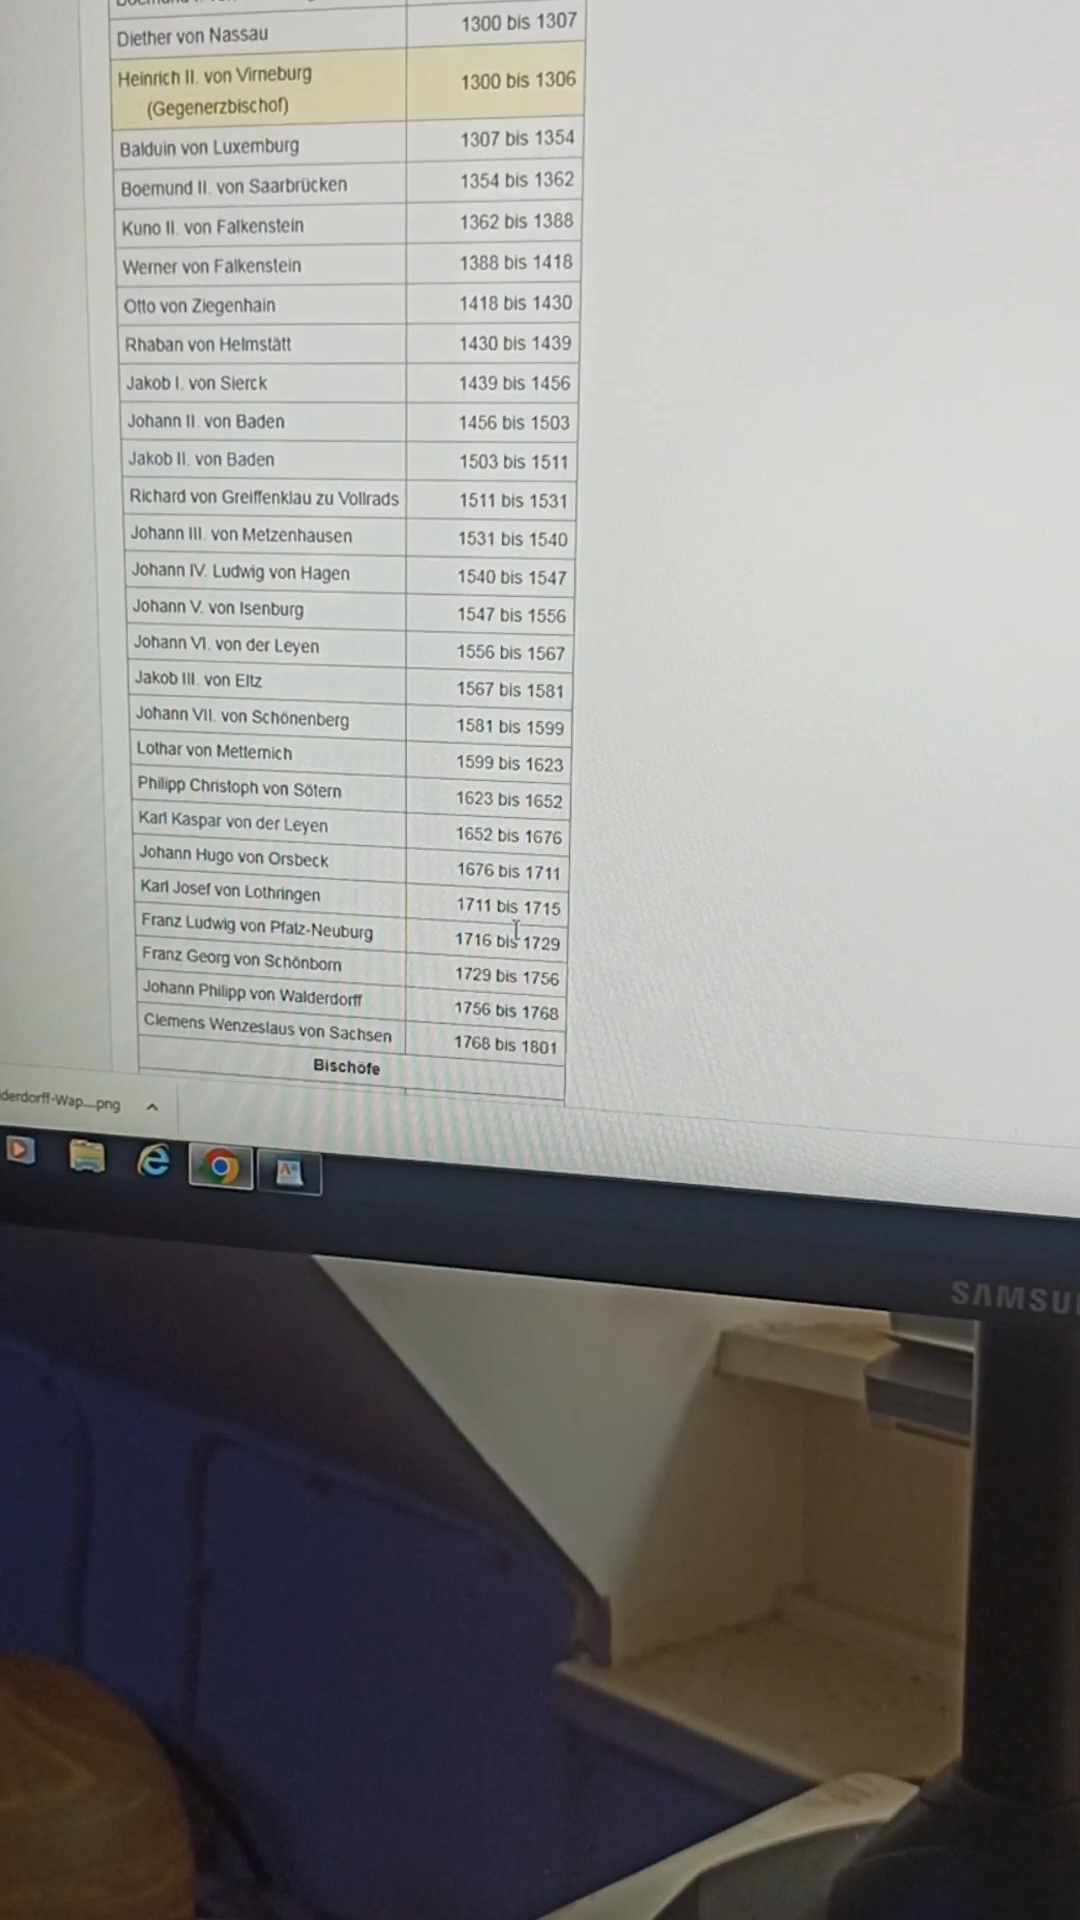 Diether von Nassau 1300 bis 1307
Heinrich II. von Virneburg 1300 bis 1306
(Gegenerzbischof)
Balduin von Luxemburg 1307 bis 1354
Boemund II. von Saarbrücken 1354 bis 1362
Kuno II. von Falkenstein 1362 bis 1388
Werner von Falkenstein 1388 bis 1418
Otto von Ziegenhain 1418 bis 1430
Rhaban von Helmstätt 1430 bis 1439
Jakob I. von Sierck 1439 bis 1456
Johann II. von Baden 1456 bis 1503
Jakob II. von Baden 1503 bis 1511
Richard von Greiffenklau zu Vollrads 1511 bis 1531
Johann III. von Metzenhausen 1531 bis 1540
Johann IV. Ludwig von Hagen 1540 bis 1547
Johann V. von Isenburg 1547 bis 1556
Johann VI. von der Leyen 1556 bis 1567
Jakob III. von Eltz 1567 bis 1581
Johann VII. von Schönenberg 1581 bis 1599
Lothar von Metternich 1599 bis 1623
Philipp Christoph von Sötern 1623 bis 1652
Karl Kaspar von der Leyen 1652 bis 1676
Johann Hugo von Orsbeck 1676 bis 1711
Karl Josef von Lothringen 1711 bis 1715
Franz Ludwig von Pfalz-Neuburg 1716 bis 1729
Franz Georg von Schönborn 1729 bis 1756
Johann Philipp von Walderdorff 1756 bis 1768
Clemens Wenzeslaus von Sachsen 1768 bis 1801
Bischöfe
derdorff-Wap....png
SAMSU